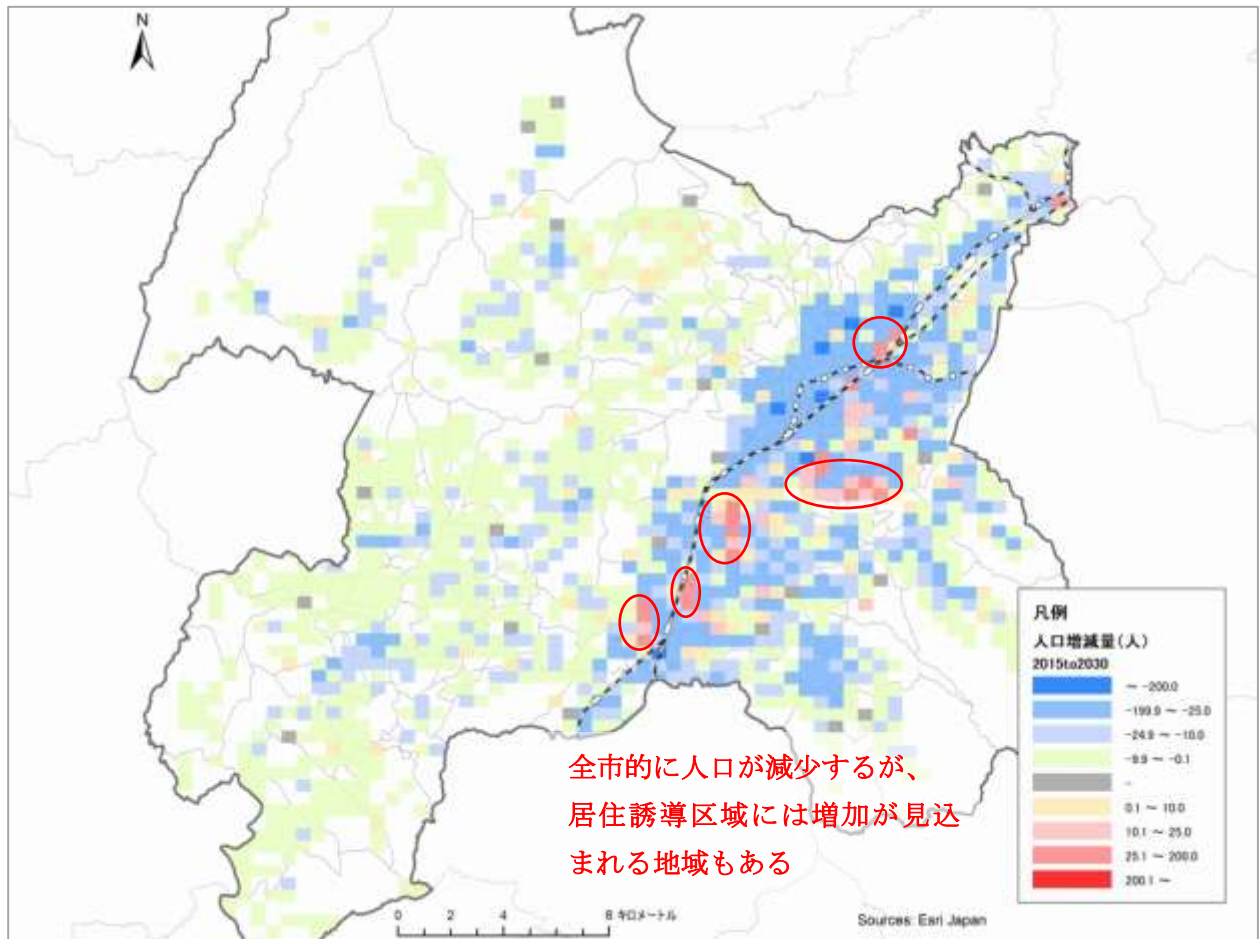 N
凡例
人口増減量(人)
2015to2030
～ -200.0
-199.9 ～ -25.0
-24.9 ～ -10.0
-9.9 ～ -0.1
-
0.1 ～ 10.0
10.1 ～ 25.0
25.1 ～ 200.0
200.1 ～
全市的に人口が減少するが、
居住誘導区域には増加が見込
まれる地域もある
0 2 4 8 キロメートル
Sources: Esri Japan